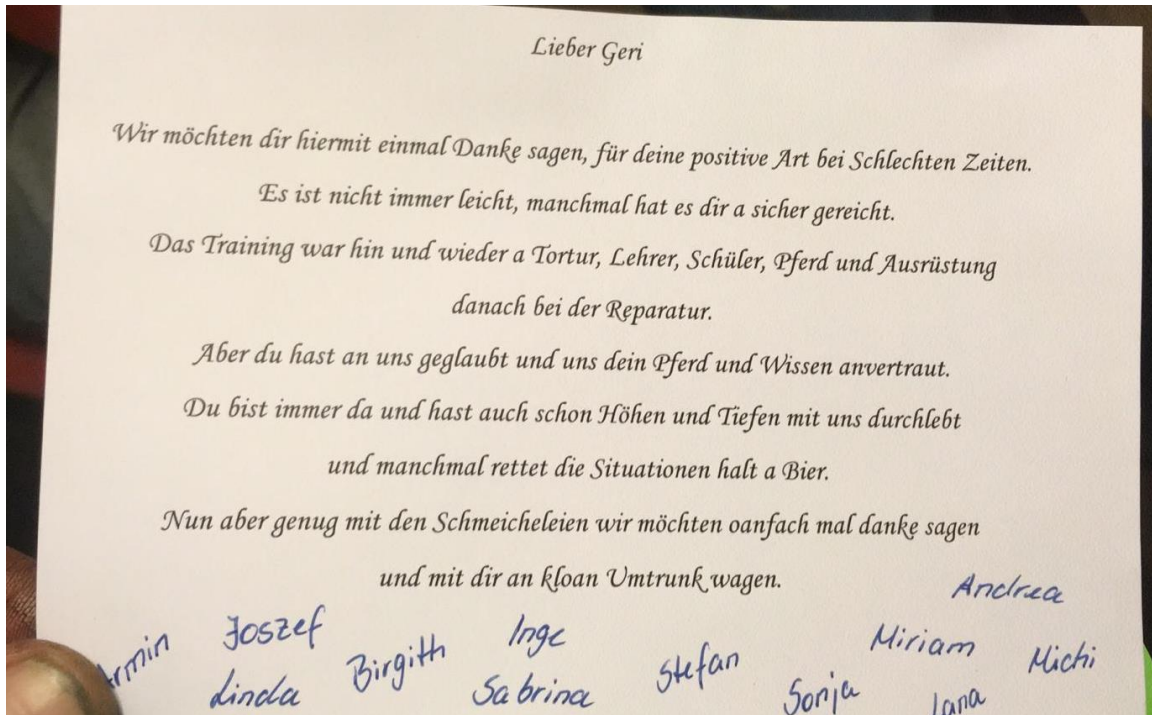 Lieber Geri
Wir möchten dir hiermit einmal Danke sagen, für deine positive Art bei Schlechten Zeiten.
Es ist nicht immer leicht, manchmal hat es dir a sicher gereicht.
Das Training war hin und wieder a Tortur, Lehrer, Schüler, Pferd und Ausrüstung
danach bei der Reparatur.
Aber du hast an uns geglaubt und uns dein Pferd und Wissen anvertraut.
Du bist immer da und hast auch schon Höhen und Tiefen mit uns durchlebt
und manchmal rettet die Situationen halt a Bier.
Nun aber genug mit den Schmeicheleien wir möchten oanfach mal danke sagen
und mit dir an kloan Umtrunk wagen.
Andrea
Armin Joszef Birgith Inge Stefan Miriam Michi
Linda Sabrina Sonja